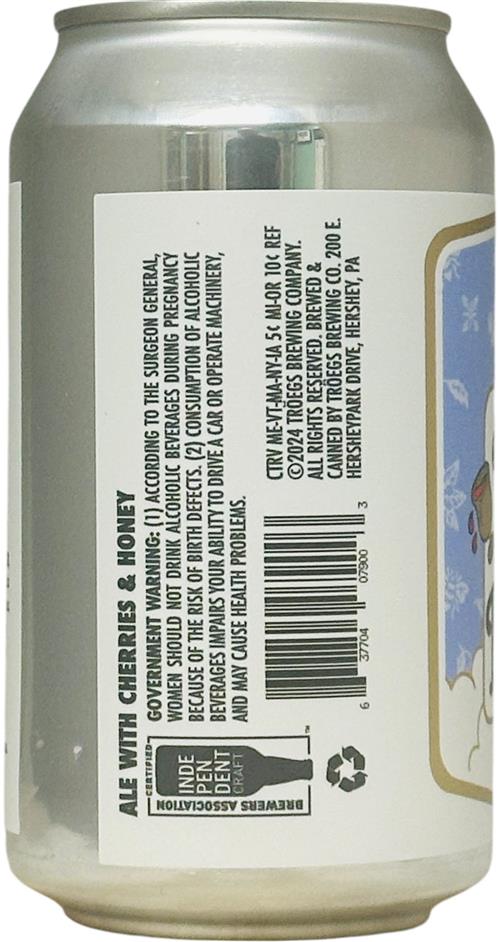 ALE WITH CHERRIES & HONEY
GOVERNMENT WARNING: (1) ACCORDING TO THE SURGEON GENERAL,
WOMEN SHOULD NOT DRINK ALCOHOLIC BEVERAGES DURING PREGNANCY
BECAUSE OF THE RISK OF BIRTH DEFECTS. (2) CONSUMPTION OF ALCOHOLIC
BEVERAGES IMPAIRS YOUR ABILITY TO DRIVE A CAR OR OPERATE MACHINERY,
AND MAY CAUSE HEALTH PROBLEMS.
CTRV ME-VT-MA-NY-IA 5¢ MI-OR 10¢ REF
©2024 TRÖEGS BREWING COMPANY.
ALL RIGHTS RESERVED. BREWED &
CANNED BY TRÖEGS BREWING CO. 200 E.
HERSHEYPARK DRIVE, HERSHEY, PA
6 37704 07900 3
CERTIFIED
INDE
PEN
DENT
CRAFT
BREWERS ASSOCIATION
TM